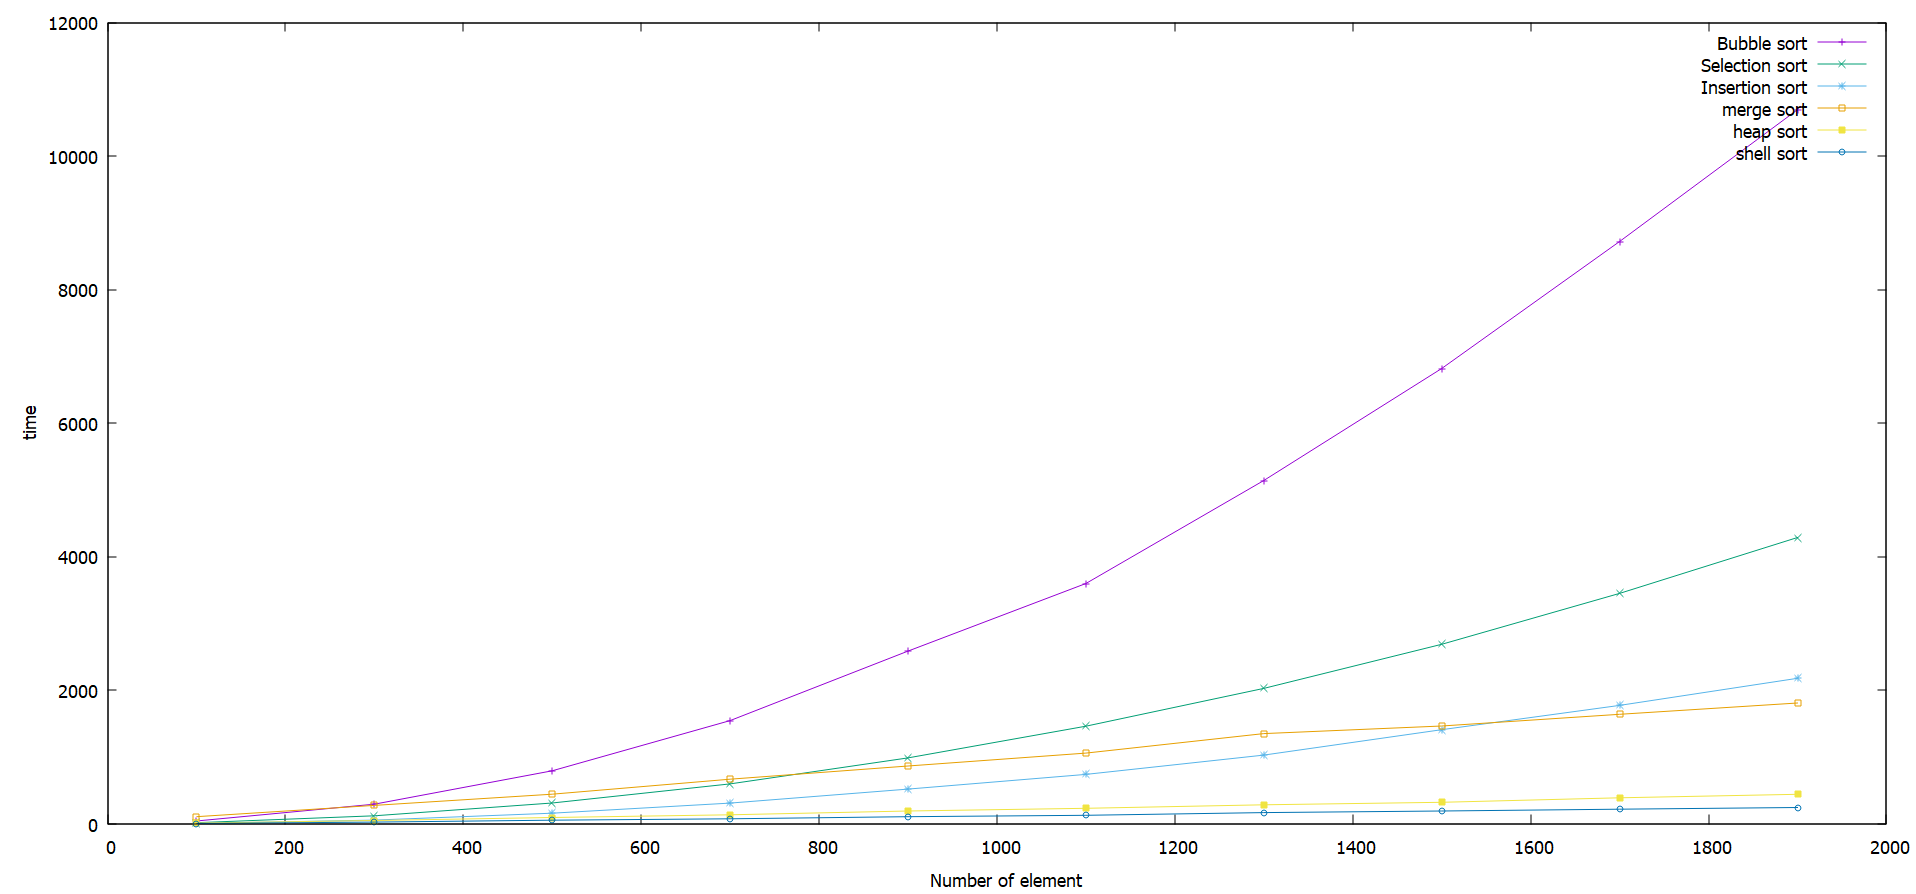 12000
10000
8000
6000
4000
2000
0
time
Bubble sort
Selection sort
Insertion sort
merge sort
heap sort
shell sort
0 200 400 600 800 1000 1200 1400 1600 1800 2000
Number of element